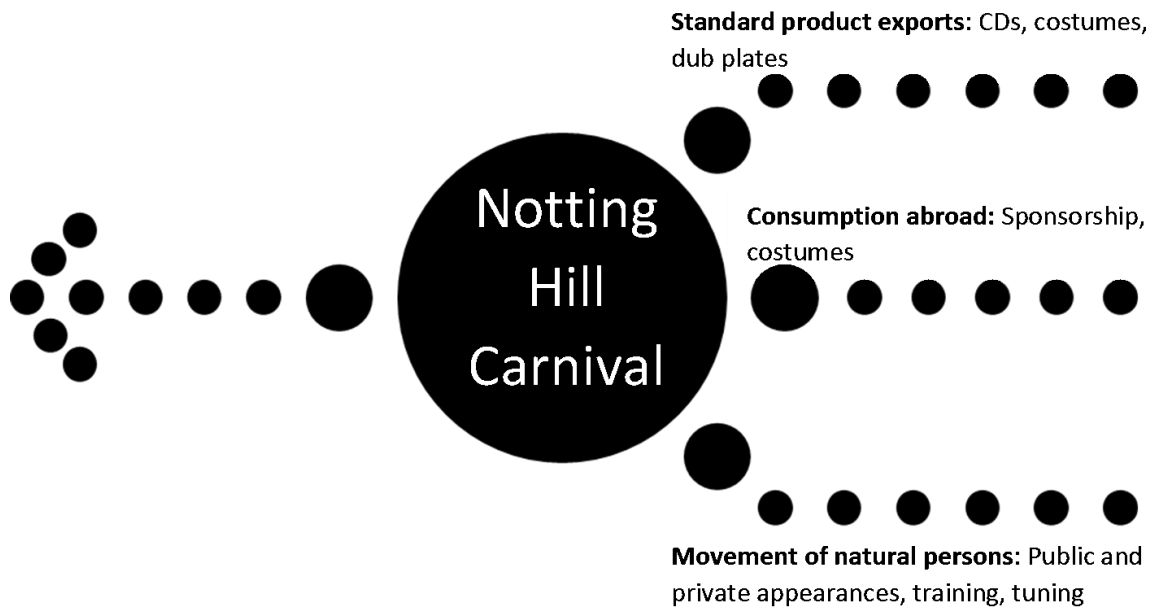 Standard product exports: CDs, costumes,
dub plates
Notting
Hill
Carnival
Consumption abroad: Sponsorship,
costumes
Movement of natural persons: Public and
private appearances, training, tuning